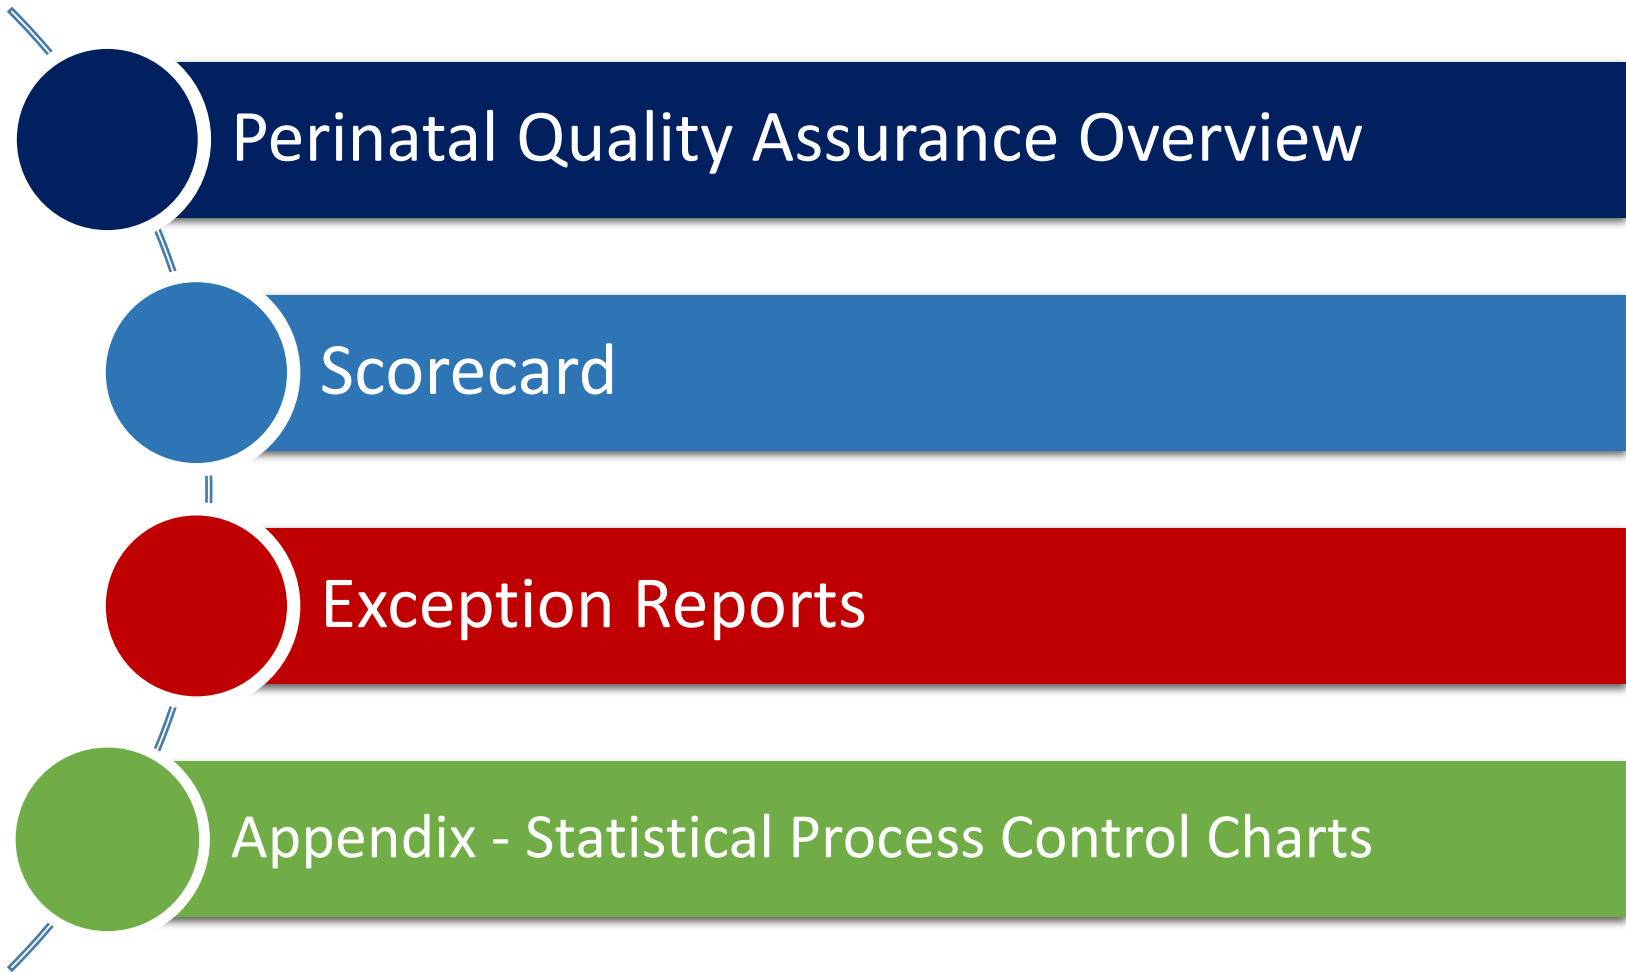 Perinatal Quality Assurance Overview
Scorecard
Exception Reports
Appendix - Statistical Process Control Charts